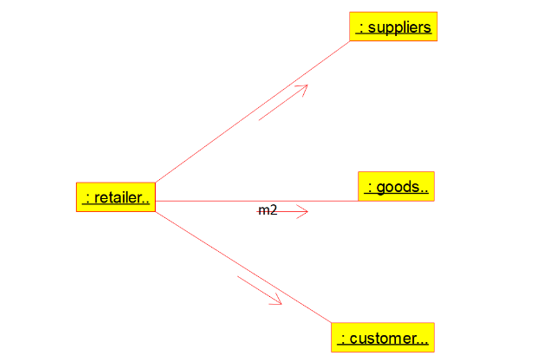 : suppliers
: goods..
: retailer..
m2
: customer...